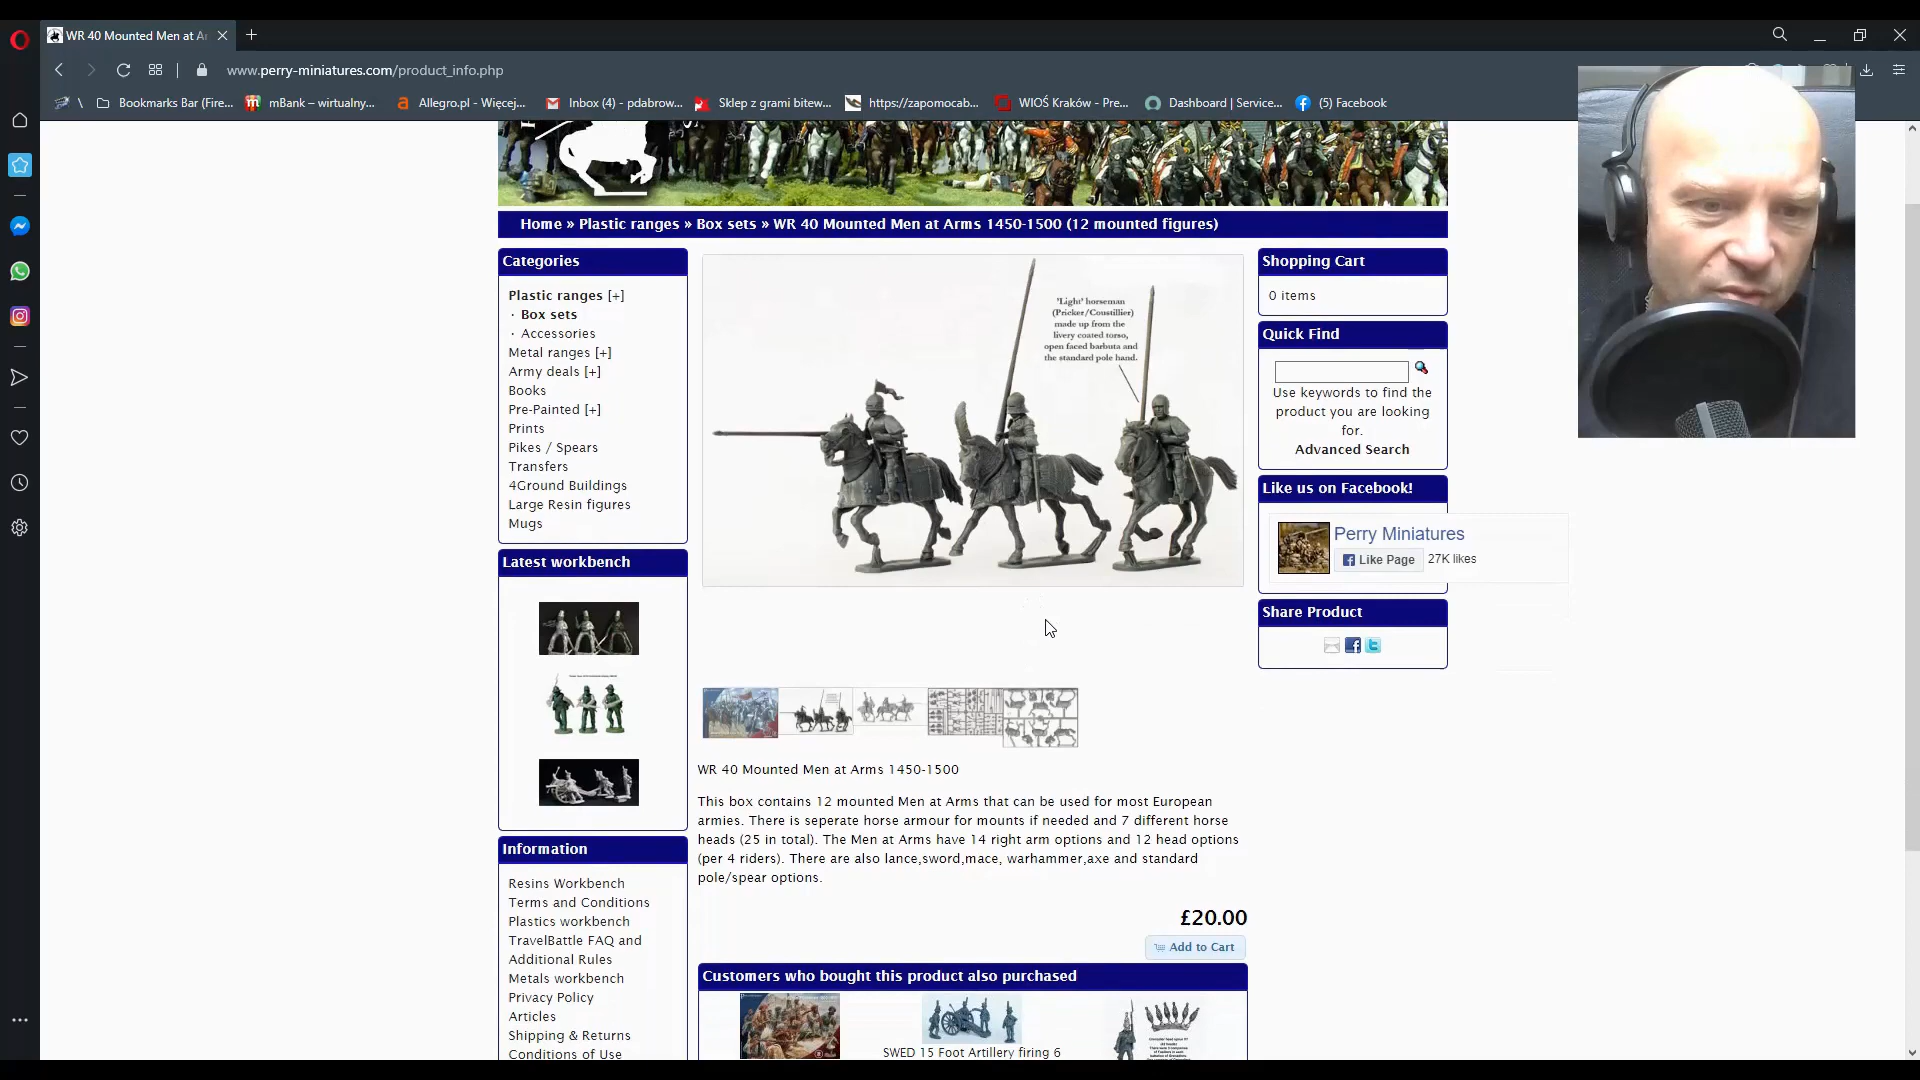 WR 40 Mounted Men at Ar
www.perry-miniatures.com/product_info.php
\ Bookmarks Bar (Fire... mBank – wirtualny... Allegro.pl - Więcej... Inbox (4) - pdabrow... Sklep z grami bitew... https://zapomocab... WIOŚ Kraków - Pre... Dashboard | Service... (5) Facebook
Home » Plastic ranges » Box sets » WR 40 Mounted Men at Arms 1450-1500 (12 mounted figures)
Categories
Plastic ranges [+]
· Box sets
· Accessories
Metal ranges [+]
Army deals [+]
Books
Pre-Painted [+]
Prints
Pikes / Spears
Transfers
4Ground Buildings
Large Resin figures
Mugs
Latest workbench
Information
Resins Workbench
Terms and Conditions
Plastics workbench
TravelBattle FAQ and
Additional Rules
Metals workbench
Privacy Policy
Articles
Shipping & Returns
Conditions of Use
'Light' horseman
(Pricker/Coustillier)
made up from the
livery coated torso,
open faced barbuta and
the standard pole hand.
WR 40 Mounted Men at Arms 1450-1500
This box contains 12 mounted Men at Arms that can be used for most European
armies. There is seperate horse armour for mounts if needed and 7 different horse
heads (25 in total). The Men at Arms have 14 right arm options and 12 head options
(per 4 riders). There are also lance,sword,mace, warhammer,axe and standard
pole/spear options.
£20.00
Add to Cart
Customers who bought this product also purchased
SWED 15 Foot Artillery firing 6
Shopping Cart
0 items
Quick Find
Use keywords to find the
product you are looking
for.
Advanced Search
Like us on Facebook!
Perry Miniatures
Like Page 27K likes
Share Product